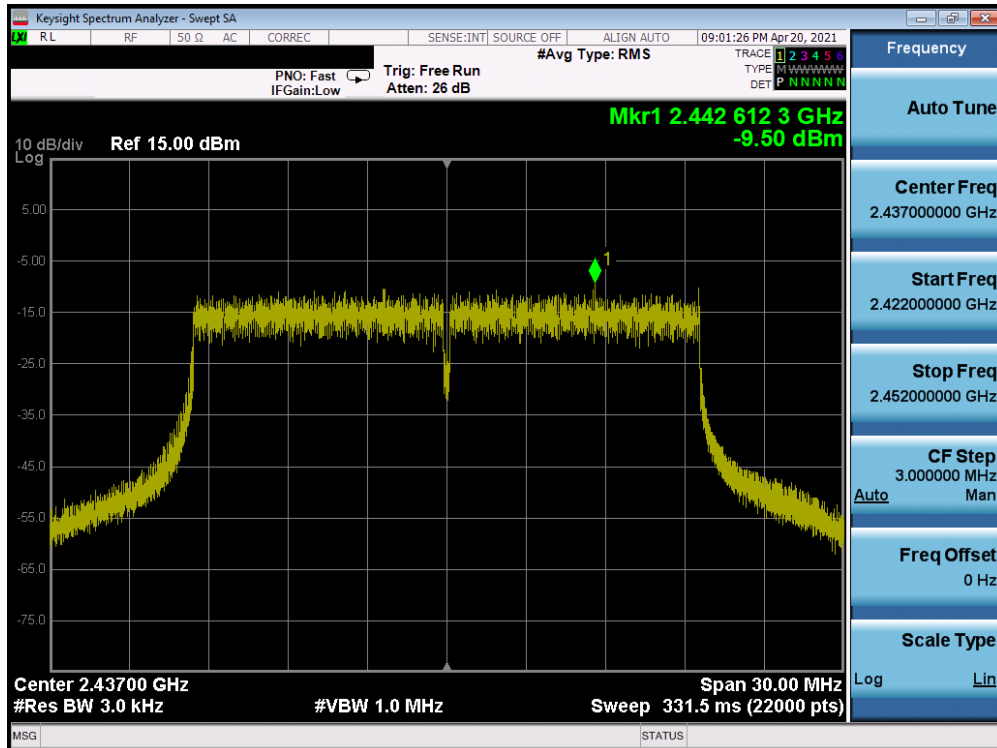 Keysight Spectrum Analyzer - Swept SA
LXI RL RF 50 Ω AC CORREC SENSE:INT SOURCE OFF ALIGN AUTO 09:01:26 PM Apr 20, 2021
#Avg Type: RMS
TRACE 1 2 3 4 5 6
TYPE M W W W W W
DET P N N N N N
PNO: Fast
IFGain:Low
Trig: Free Run
Atten: 26 dB
Mkr1 2.442 612 3 GHz
-9.50 dBm
10 dB/div Ref 15.00 dBm
Log
5.00
-5.00
-15.0
-25.0
-35.0
-45.0
-55.0
-65.0
-75.0
1
Center 2.43700 GHz Span 30.00 MHz
#Res BW 3.0 kHz #VBW 1.0 MHz Sweep 331.5 ms (22000 pts)
MSG STATUS
Frequency
Auto Tune
Center Freq
2.437000000 GHz
Start Freq
2.422000000 GHz
Stop Freq
2.452000000 GHz
CF Step
3.000000 MHz
Auto Man
Freq Offset
0 Hz
Scale Type
Log Lin